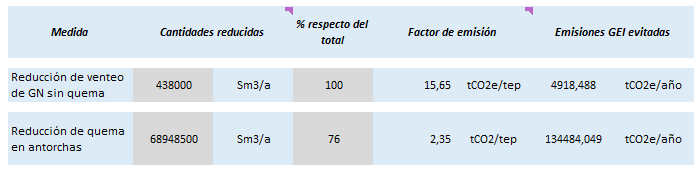 Medida Cantidades reducidas % respecto del total Factor de emisión Emisiones GEI evitadas
Reducción de venteo de GN sin quema 438000 Sm3/a 100 15,65 tCO2e/tep 4918,488 tCO2e/año
Reducción de quema en antorchas 68948500 Sm3/a 76 2,35 tCO2/tep 134484,049 tCO2e/año